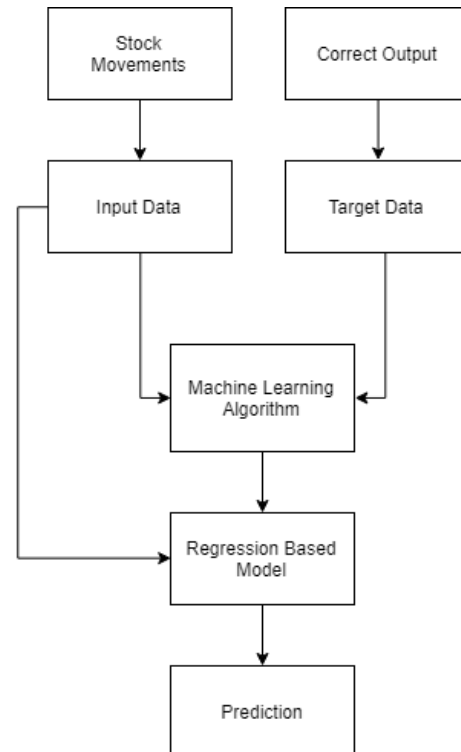 Stock
Movements
Correct Output
Input Data
Target Data
Machine Learning
Algorithm
Regression Based
Model
Prediction